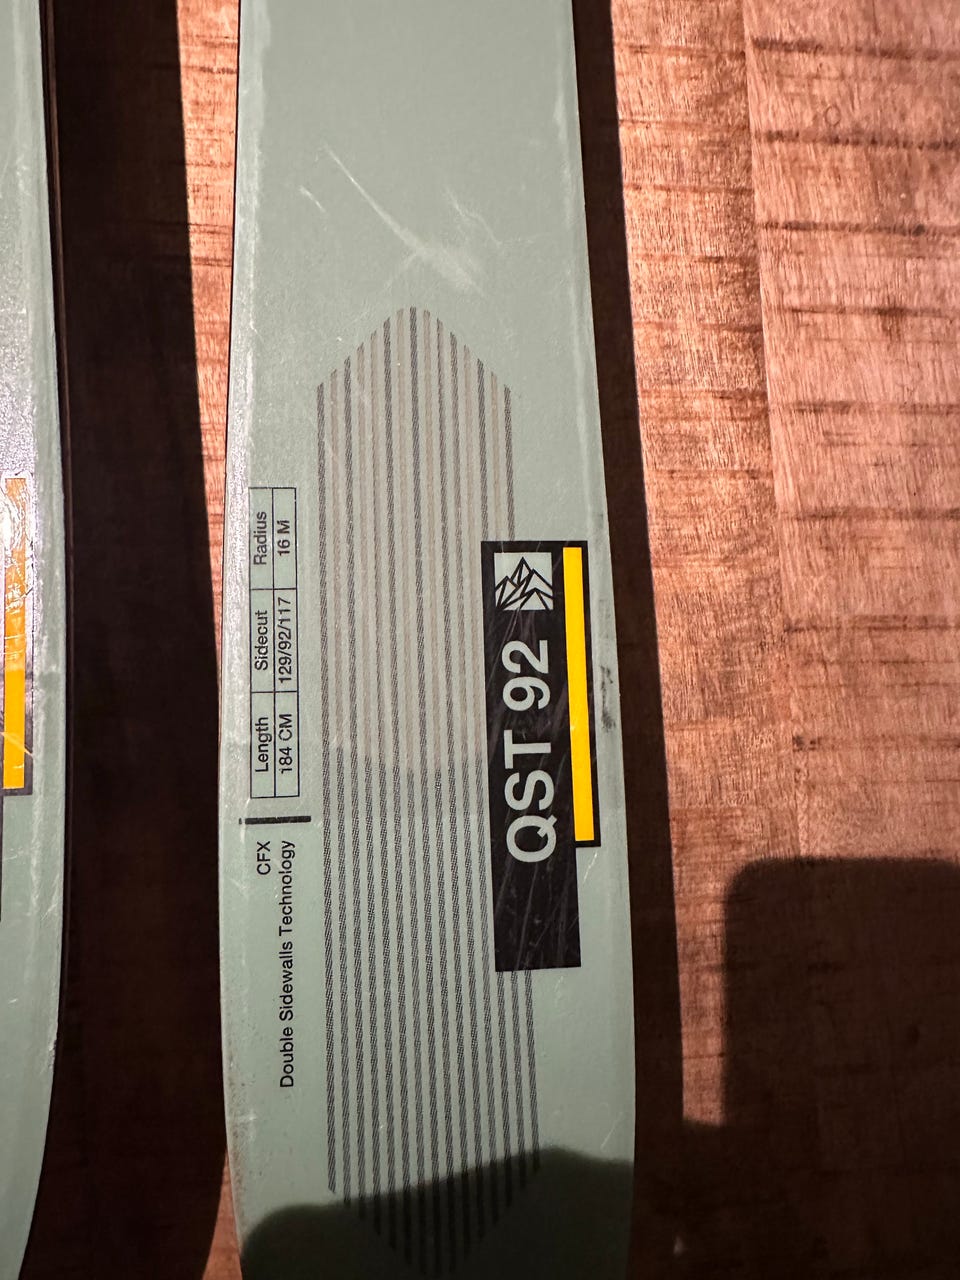 Length Sidecut Radius
184 CM 129/92/117 16 M
CFX
Double Sidewalls Technology
QST 92